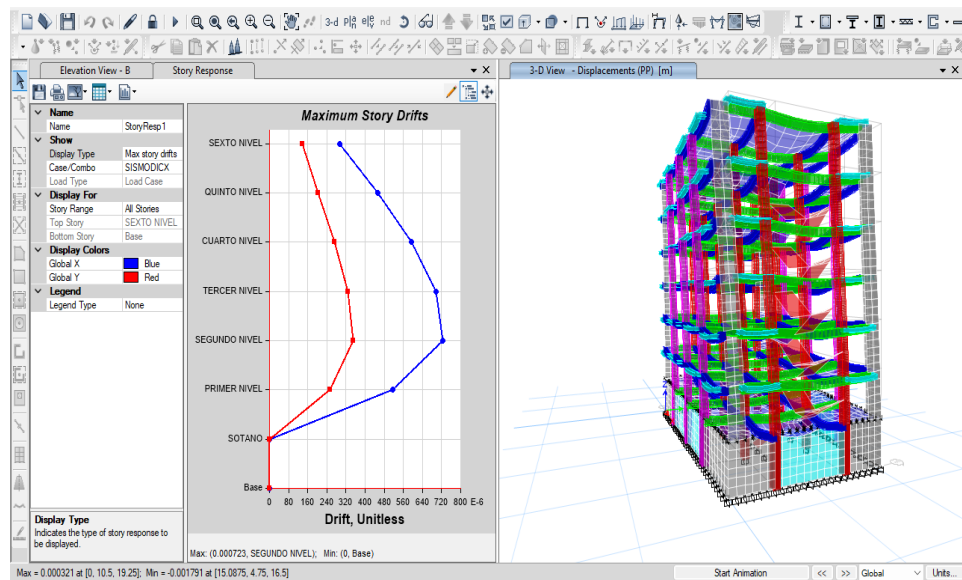 3-d Plå elė nd
Elevation View - B
Story Response
3-D View - Displacements (PP) [m]
Name
Name StoryResp1
Show
Display Type Max story drifts
Case/Combo SISMODICX
Load Type Load Case
Display For
Story Range All Stories
Top Story SEXTO NIVEL
Bottom Story Base
Display Colors
Global X Blue
Global Y Red
Legend
Legend Type None
Display Type
Indicates the type of story response to
be displayed.
Maximum Story Drifts
SEXTO NIVEL
QUINTO NIVEL
CUARTO NIVEL
TERCER NIVEL
SEGUNDO NIVEL
PRIMER NIVEL
SOTANO
Base
0 80 160 240 320 400 480 560 640 720 800 E-6
Drift, Unitless
Max: (0.000723, SEGUNDO NIVEL); Min: (0, Base)
Max = 0.000321 at [0, 10.5, 19.25]; Min = -0.001791 at [15.0875, 4.75, 16.5]
Start Animation << >> Global Units...